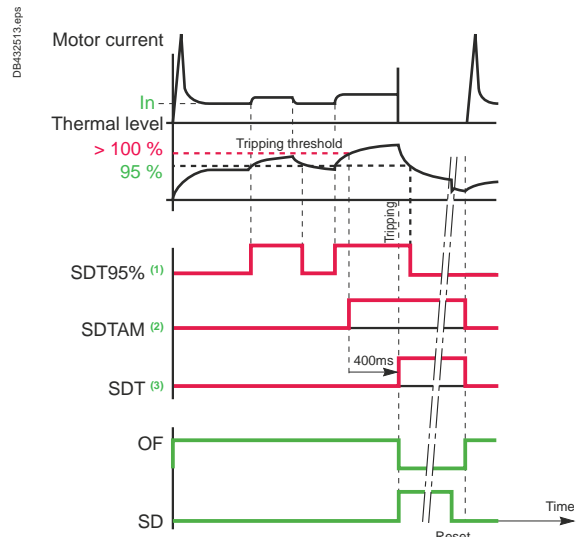 DB432513.eps
Motor current
In
Thermal level
Tripping threshold
> 100 %
95 %
Tripping
SDT95% (1)
SDTAM (2)
400ms
SDT (3)
OF
Time
SD
Reset